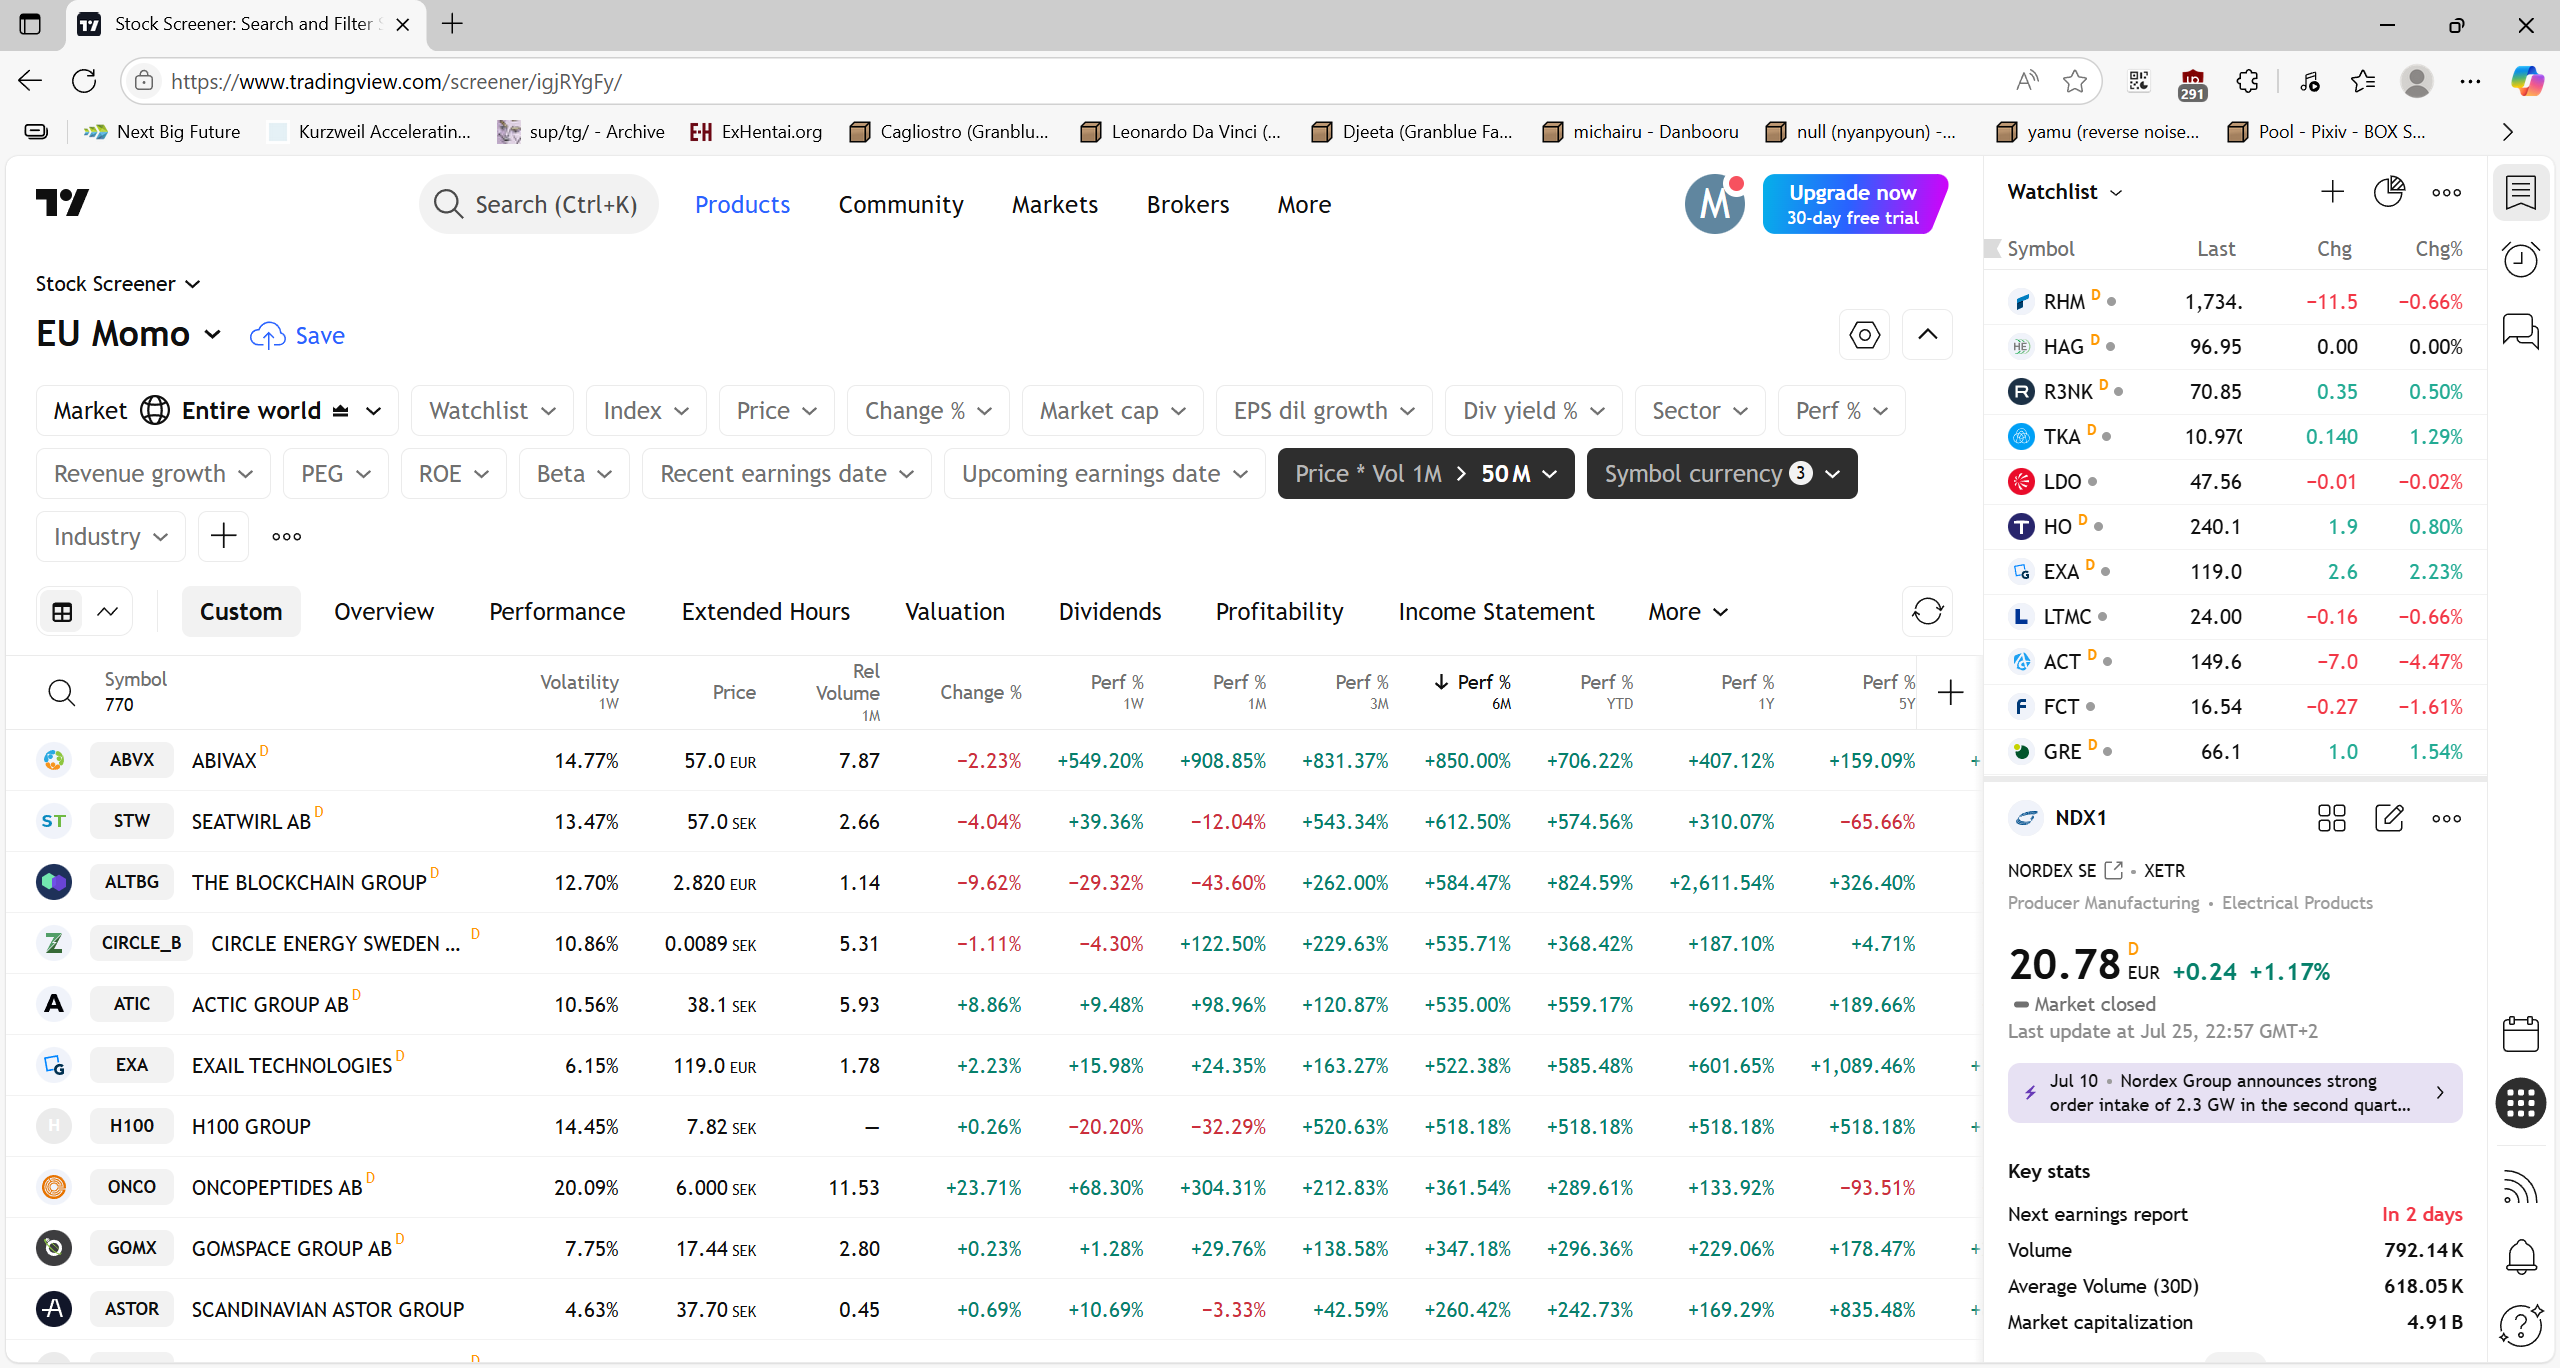 Stock Screener: Search and Filter S
https://www.tradingview.com/screener/igjRYgFy/
291
Next Big Future
Kurzweil Acceleratin...
sup/tg/ - Archive
E-H ExHentai.org
Cagliostro (Granblu...
Leonardo Da Vinci (...
Djeeta (Granblue Fa...
michairu - Danbooru
null (nyanpyoun) -...
yamu (reverse noise...
Pool - Pixiv - BOX S...
Search (Ctrl+K)
Products Community Markets Brokers More
M
Upgrade now
30-day free trial
Stock Screener
EU Momo Save
Market Entire world Watchlist Index Price Change % Market cap EPS dil growth Div yield % Sector Perf %
Revenue growth PEG ROE Beta Recent earnings date Upcoming earnings date Price * Vol 1M > 50 M Symbol currency 3
Industry
Custom Overview Performance Extended Hours Valuation Dividends Profitability Income Statement More
Symbol 770 Volatility 1W Price Rel Volume 1M Change % Perf % 1W Perf % 1M Perf % 3M ↓ Perf % 6M Perf % YTD Perf % 1Y Perf % 5Y
ABVX ABIVAX D 14.77% 57.0 EUR 7.87 −2.23% +549.20% +908.85% +831.37% +850.00% +706.22% +407.12% +159.09% +
ST STW SEATWIRL AB D 13.47% 57.0 SEK 2.66 −4.04% +39.36% −12.04% +543.34% +612.50% +574.56% +310.07% −65.66%
ALTBG THE BLOCKCHAIN GROUP D 12.70% 2.820 EUR 1.14 −9.62% −29.32% −43.60% +262.00% +584.47% +824.59% +2,611.54% +326.40%
CIRCLE_B CIRCLE ENERGY SWEDEN ... D 10.86% 0.0089 SEK 5.31 −1.11% −4.30% +122.50% +229.63% +535.71% +368.42% +187.10% +4.71%
A ATIC ACTIC GROUP AB D 10.56% 38.1 SEK 5.93 +8.86% +9.48% +98.96% +120.87% +535.00% +559.17% +692.10% +189.66%
EXA EXAIL TECHNOLOGIES D 6.15% 119.0 EUR 1.78 +2.23% +15.98% +24.35% +163.27% +522.38% +585.48% +601.65% +1,089.46% +
H H100 H100 GROUP 14.45% 7.82 SEK — +0.26% −20.20% −32.29% +520.63% +518.18% +518.18% +518.18% +518.18% +
ONCO ONCOPEPTIDES AB D 20.09% 6.000 SEK 11.53 +23.71% +68.30% +304.31% +212.83% +361.54% +289.61% +133.92% −93.51%
GOMX GOMSPACE GROUP AB D 7.75% 17.44 SEK 2.80 +0.23% +1.28% +29.76% +138.58% +347.18% +296.36% +229.06% +178.47% +
ASTOR SCANDINAVIAN ASTOR GROUP 4.63% 37.70 SEK 0.45 +0.69% +10.69% −3.33% +42.59% +260.42% +242.73% +169.29% +835.48% +
Watchlist
Symbol Last Chg Chg%
RHM D 1,734. −11.5 −0.66%
HAG D 96.95 0.00 0.00%
R3NK D 70.85 0.35 0.50%
TKA D 10.970 0.140 1.29%
LDO 47.56 −0.01 −0.02%
HO D 240.1 1.9 0.80%
EXA D 119.0 2.6 2.23%
LTMC 24.00 −0.16 −0.66%
ACT D 149.6 −7.0 −4.47%
FCT 16.54 −0.27 −1.61%
GRE D 66.1 1.0 1.54%
NDX1
NORDEX SE • XETR
Producer Manufacturing • Electrical Products
20.78 D EUR +0.24 +1.17%
Market closed
Last update at Jul 25, 22:57 GMT+2
Jul 10 • Nordex Group announces strong
order intake of 2.3 GW in the second quart...
Key stats
Next earnings report In 2 days
Volume 792.14 K
Average Volume (30D) 618.05 K
Market capitalization 4.91 B